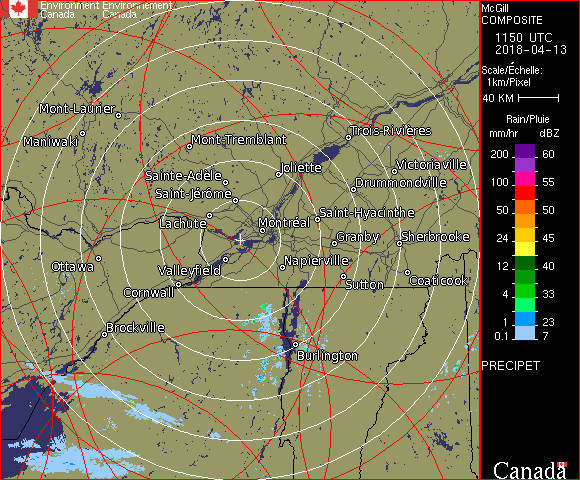 Environment Environnement
Canada Canada
McGill
COMPOSITE
1150 UTC
2018-04-13
Scale/Échelle:
1km/Pixel
40 KM
Rain/Pluie
mm/hr dBZ
200 60
100 55
50 50
24 45
12 40
4 33
1 23
0.1 7
PRECIPET
Canada
Mont-Laurier
Maniwaki
Mont-Tremblant
Trois-Rivières
Joliette
Victoriaville
Sainte-Adèle
Drummondville
Saint-Jérôme
Saint-Hyacinthe
Lachute
Montréal
Granby
Sherbrooke
Ottawa
Valleyfield
Napierville
Cornwall
Sutton
Coaticook
Brockville
Burlington